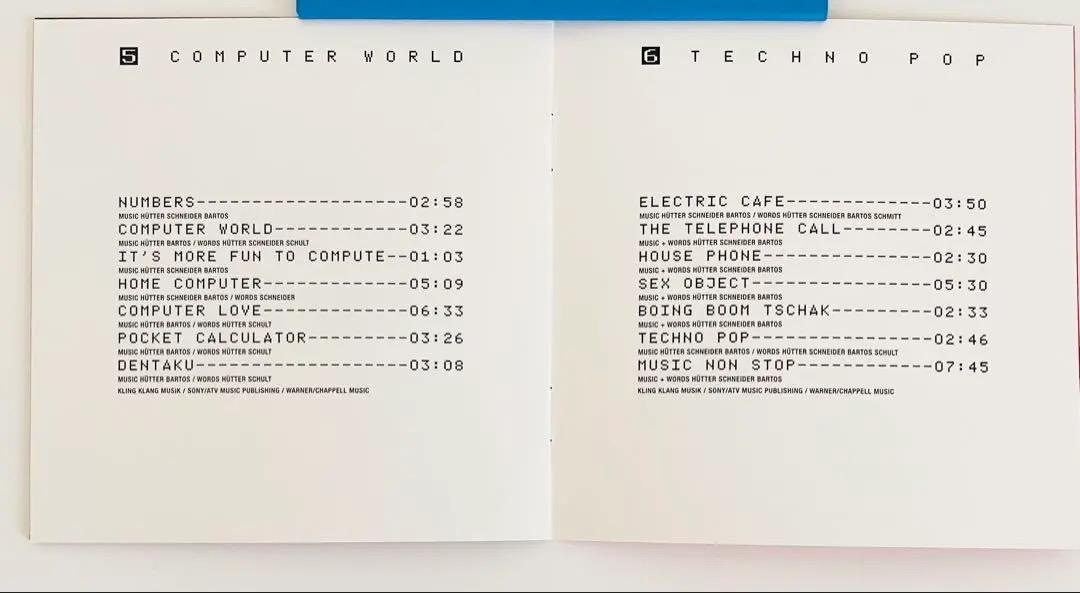 5 COMPUTER WORLD
NUMBERS-------------------02:58
MUSIC HÜTTER SCHNEIDER BARTOS
COMPUTER WORLD------------03:22
MUSIC HÜTTER BARTOS / WORDS HÜTTER SCHNEIDER SCHULT
IT'S MORE FUN TO COMPUTE--01:03
MUSIC HÜTTER SCHNEIDER BARTOS
HOME COMPUTER-------------05:09
MUSIC HÜTTER SCHNEIDER BARTOS / WORDS SCHNEIDER
COMPUTER LOVE-------------06:33
MUSIC HÜTTER BARTOS / WORDS HÜTTER SCHULT
POCKET CALCULATOR---------03:26
MUSIC HÜTTER BARTOS / WORDS HÜTTER SCHULT
DENTAKU-------------------03:08
MUSIC HÜTTER BARTOS / WORDS HÜTTER SCHULT
KLING KLANG MUSIK / SONY/ATV MUSIC PUBLISHING / WARNER/CHAPPELL MUSIC
6 TECHNO POP
ELECTRIC CAFE-------------03:50
MUSIC HÜTTER SCHNEIDER BARTOS / WORDS HÜTTER SCHNEIDER BARTOS SCHMITT
THE TELEPHONE CALL--------02:45
MUSIC + WORDS HÜTTER SCHNEIDER BARTOS
HOUSE PHONE---------------02:30
MUSIC + WORDS HÜTTER SCHNEIDER BARTOS
SEX OBJECT----------------05:30
MUSIC + WORDS HÜTTER SCHNEIDER BARTOS
BOING BOOM TSCHAK---------02:33
MUSIC + WORDS HÜTTER SCHNEIDER BARTOS
TECHNO POP----------------02:46
MUSIC HÜTTER SCHNEIDER BARTOS / WORDS HÜTTER SCHNEIDER BARTOS SCHULT
MUSIC NON STOP------------07:45
MUSIC + WORDS HÜTTER SCHNEIDER BARTOS
KLING KLANG MUSIK / SONY/ATV MUSIC PUBLISHING / WARNER/CHAPPELL MUSIC